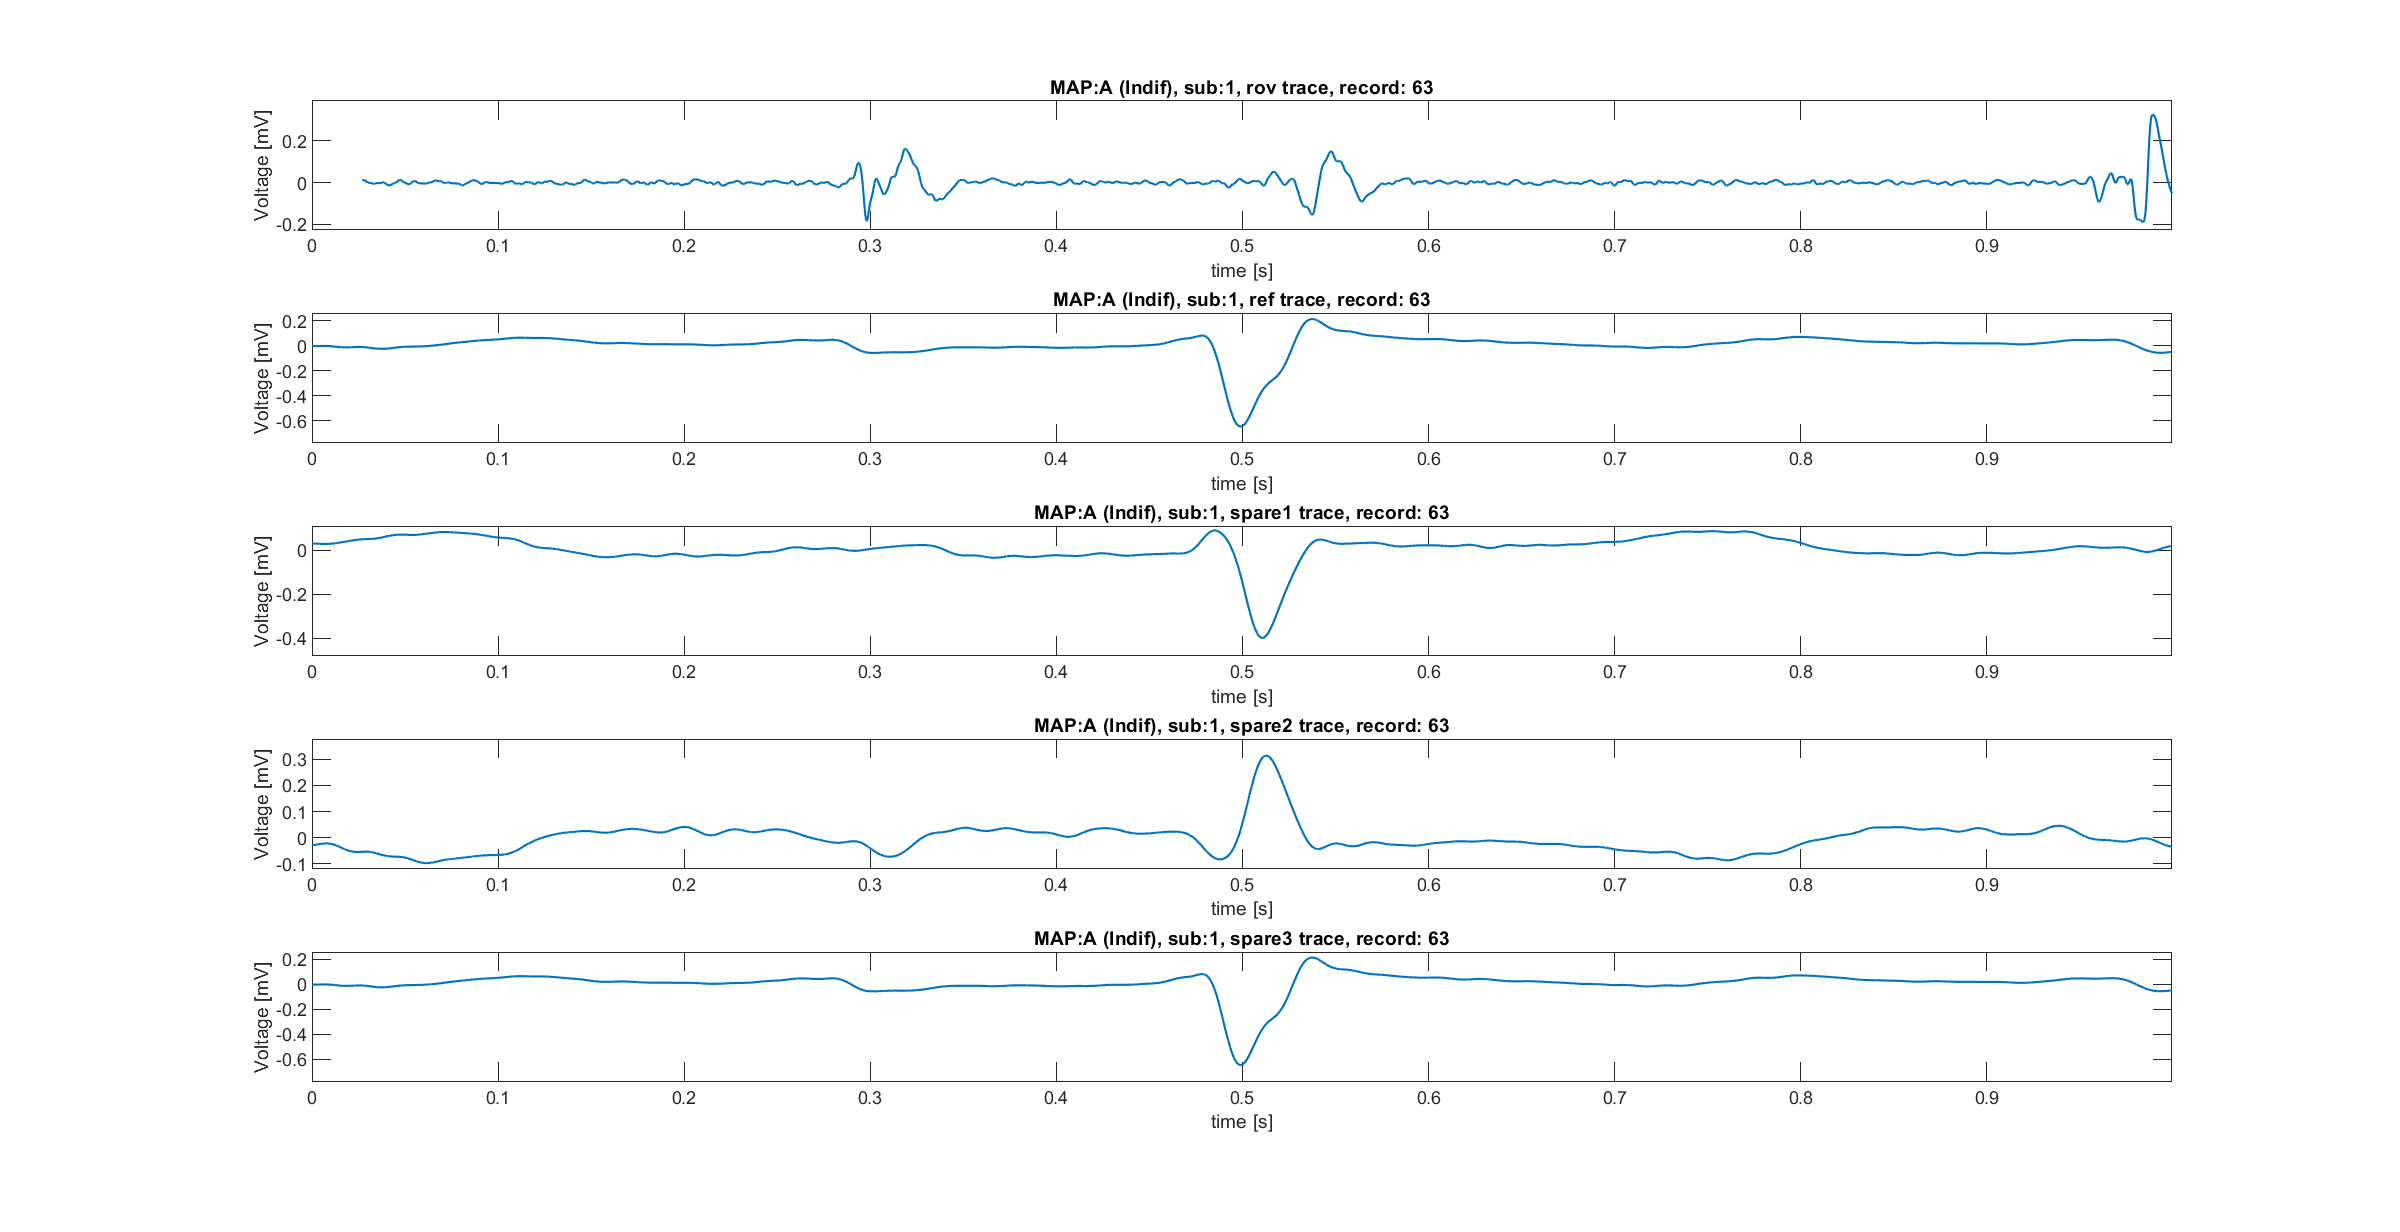 MAP:A (Indif), sub:1, rov trace, record: 63
Voltage [mV]
0.2
0
-0.2
0 0.1 0.2 0.3 0.4 0.5 0.6 0.7 0.8 0.9
time [s]
MAP:A (Indif), sub:1, ref trace, record: 63
Voltage [mV]
0.2
0
-0.2
-0.4
-0.6
0 0.1 0.2 0.3 0.4 0.5 0.6 0.7 0.8 0.9
time [s]
MAP:A (Indif), sub:1, spare1 trace, record: 63
Voltage [mV]
0
-0.2
-0.4
0 0.1 0.2 0.3 0.4 0.5 0.6 0.7 0.8 0.9
time [s]
MAP:A (Indif), sub:1, spare2 trace, record: 63
Voltage [mV]
0.3
0.2
0.1
0
-0.1
0 0.1 0.2 0.3 0.4 0.5 0.6 0.7 0.8 0.9
time [s]
MAP:A (Indif), sub:1, spare3 trace, record: 63
Voltage [mV]
0.2
0
-0.2
-0.4
-0.6
0 0.1 0.2 0.3 0.4 0.5 0.6 0.7 0.8 0.9
time [s]